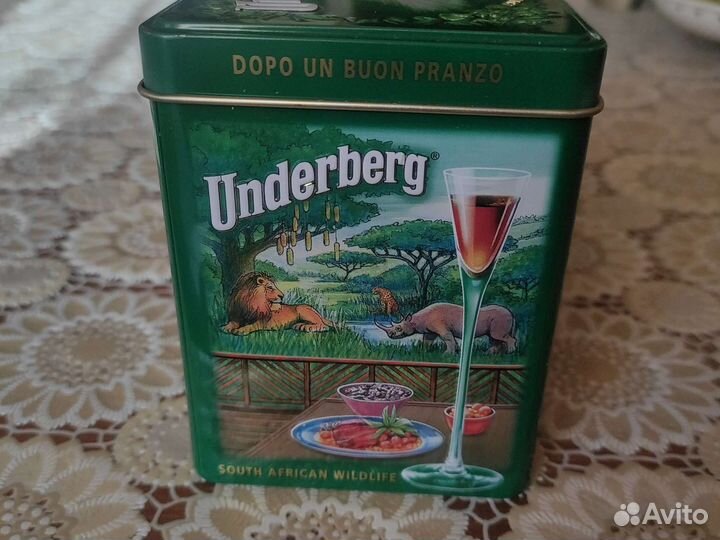 DOPO UN BUON PRANZO
Underberg®
SOUTH AFRICAN WILDLIFE
Avito